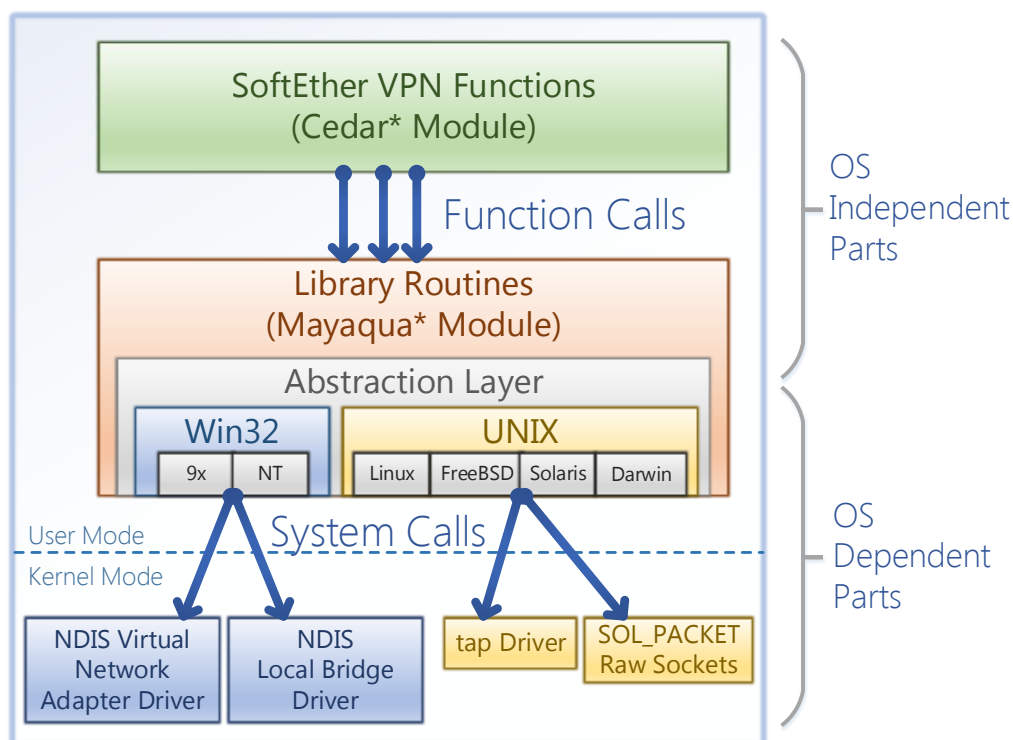 SoftEther VPN Functions
(Cedar* Module)
Function Calls
OS
Independent
Parts
Library Routines
(Mayaqua* Module)
Abstraction Layer
Win32
UNIX
9x
NT
Linux
FreeBSD
Solaris
Darwin
System Calls
User Mode
Kernel Mode
OS
Dependent
Parts
NDIS Virtual
Network
Adapter Driver
NDIS
Local Bridge
Driver
tap Driver
SOL_PACKET
Raw Sockets